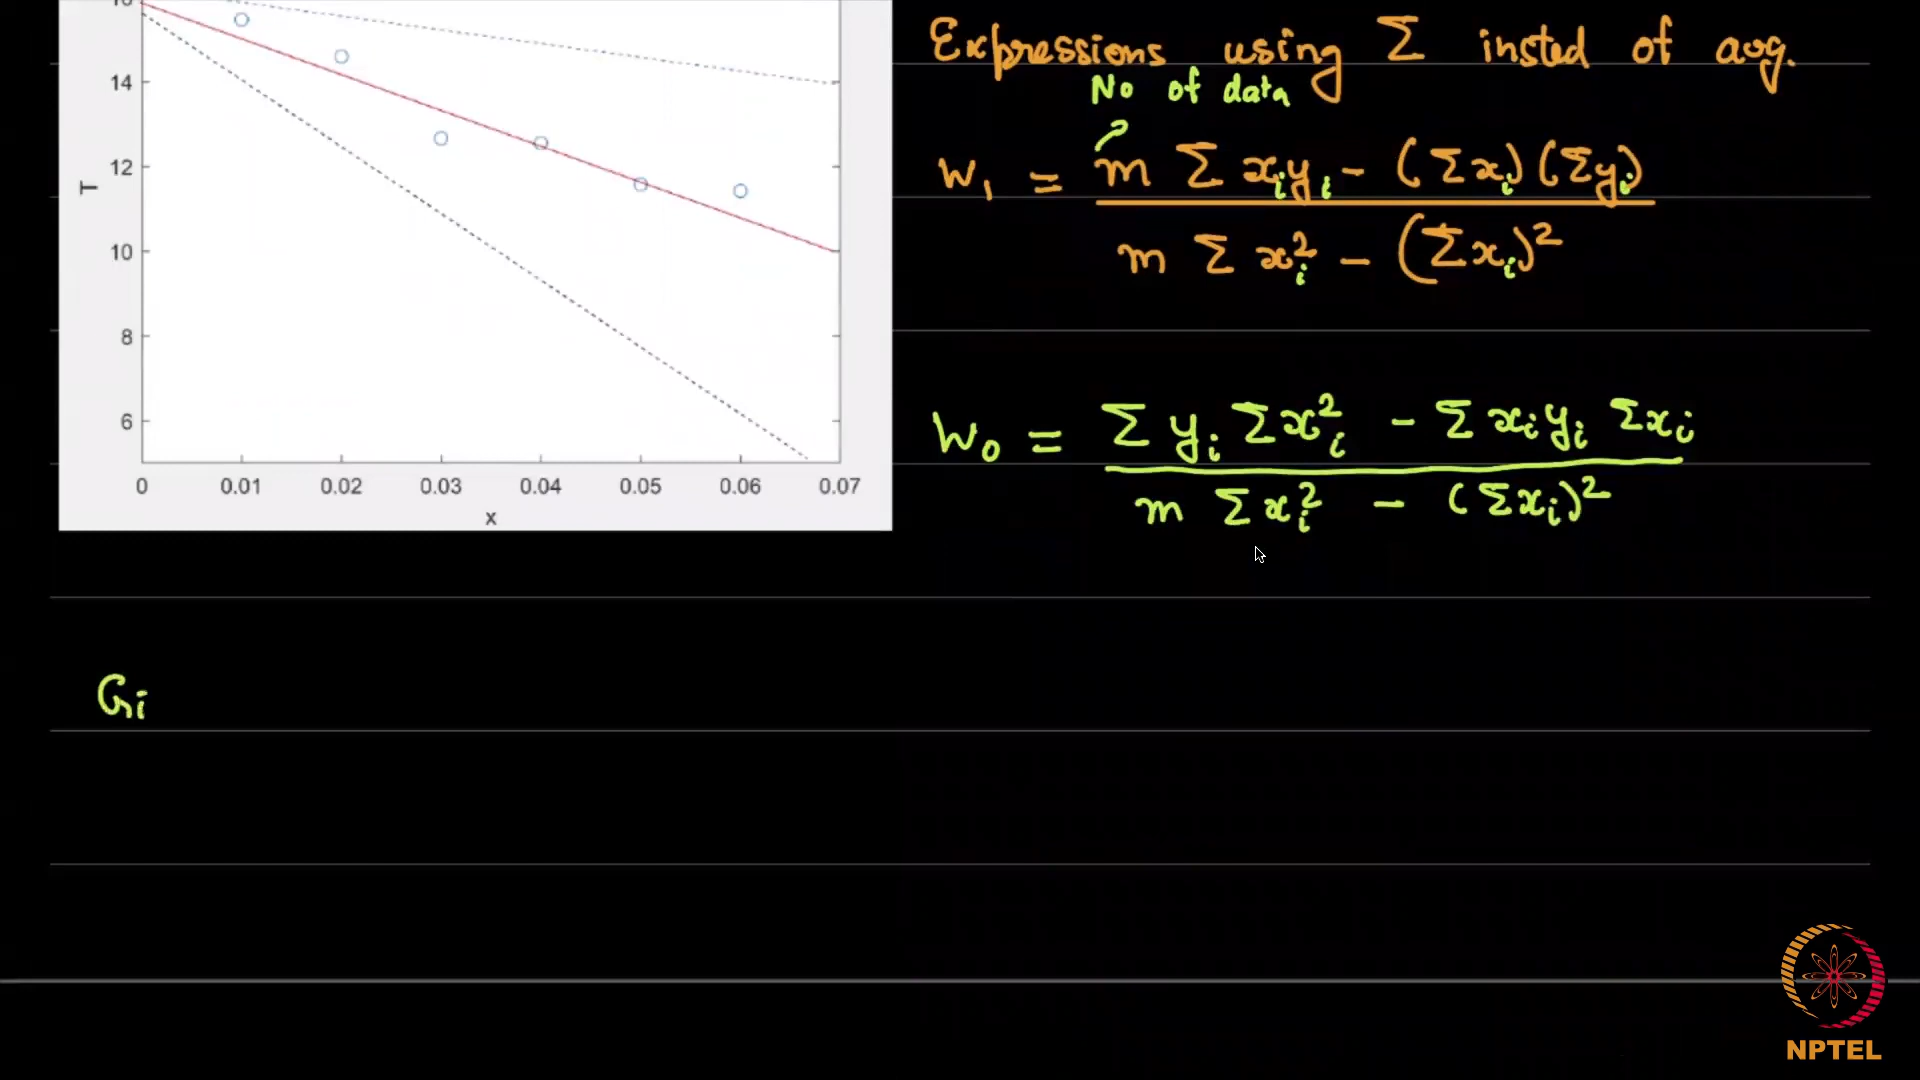 Expressions using Σ insted of avg.
No of data
W₁ = m Σ xᵢyᵢ - (Σxᵢ)(Σyᵢ)
m Σ xᵢ² - (Σxᵢ)²
W₀ = Σ yᵢ Σxᵢ² - Σ xᵢyᵢ Σxᵢ
m Σ xᵢ² - (Σxᵢ)²
14
12
T
10
8
6
0 0.01 0.02 0.03 0.04 0.05 0.06 0.07
x
Gi
NPTEL